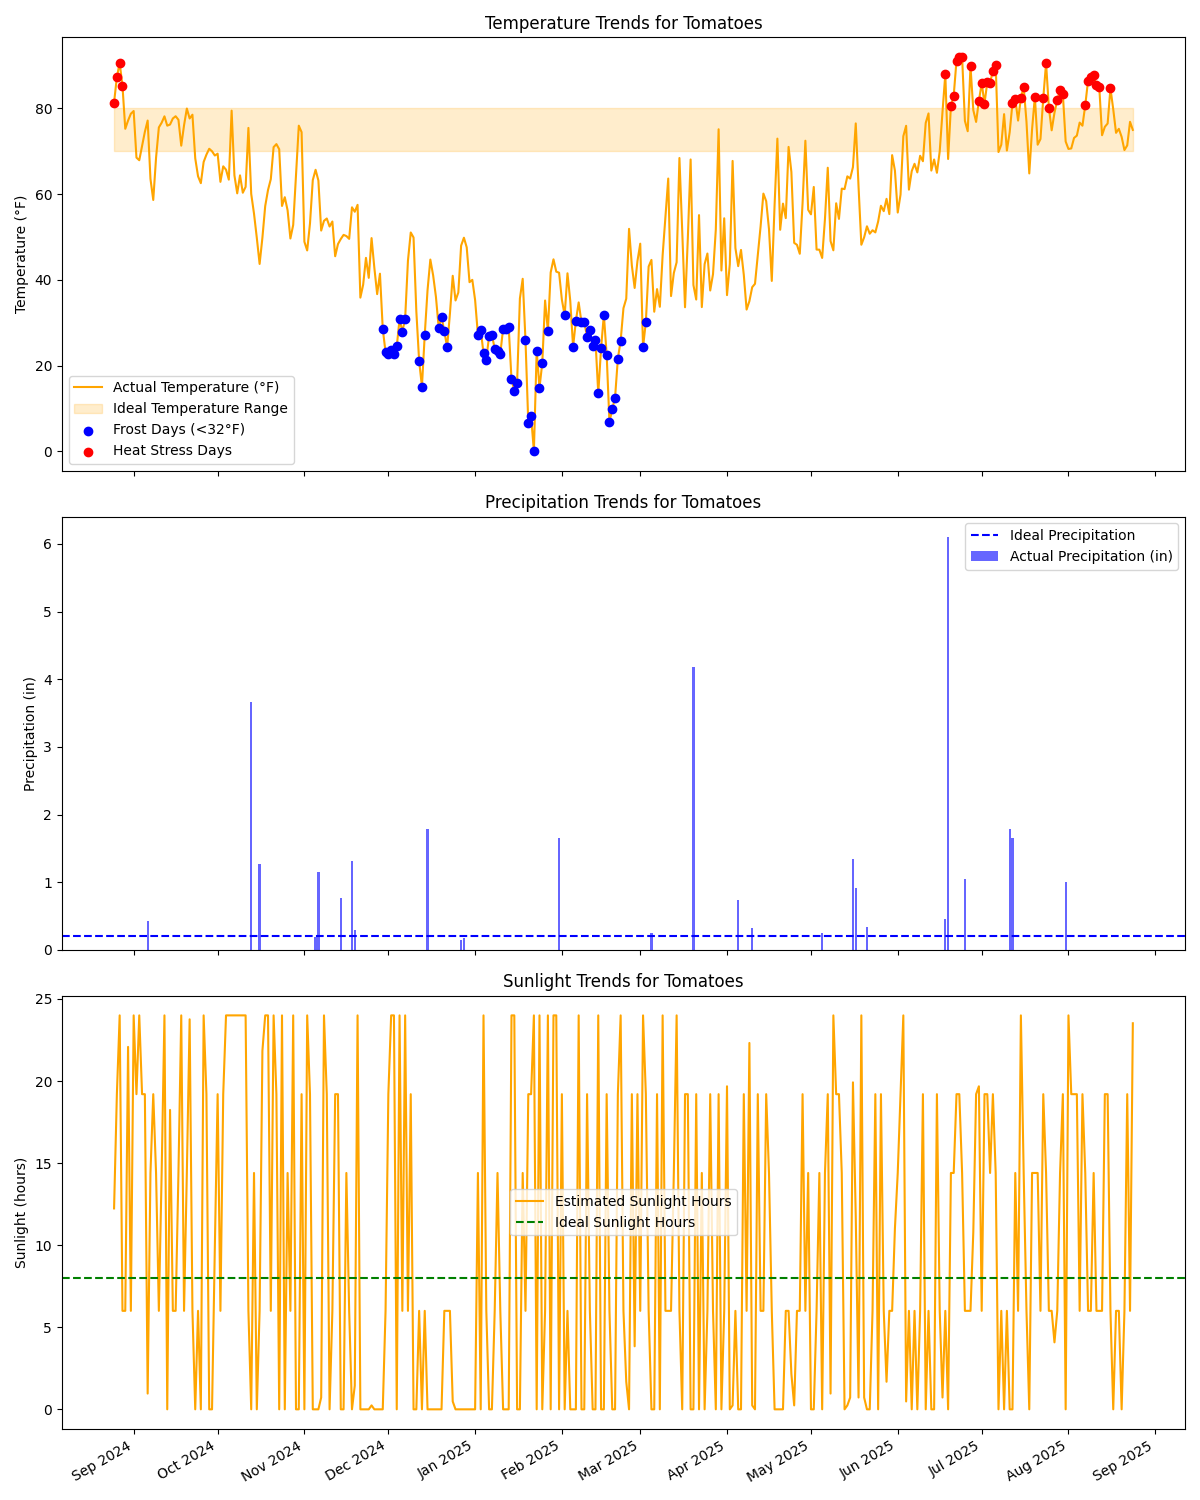 Temperature Trends for Tomatoes
Temperature (°F)
80
60
40
20
0
Actual Temperature (°F)
Ideal Temperature Range
Frost Days (<32°F)
Heat Stress Days
Precipitation Trends for Tomatoes
Precipitation (in)
6
5
4
3
2
1
0
Ideal Precipitation
Actual Precipitation (in)
Sunlight Trends for Tomatoes
Sunlight (hours)
25
20
15
10
5
0
Estimated Sunlight Hours
Ideal Sunlight Hours
Sep 2024
Oct 2024
Nov 2024
Dec 2024
Jan 2025
Feb 2025
Mar 2025
Apr 2025
May 2025
Jun 2025
Jul 2025
Aug 2025
Sep 2025